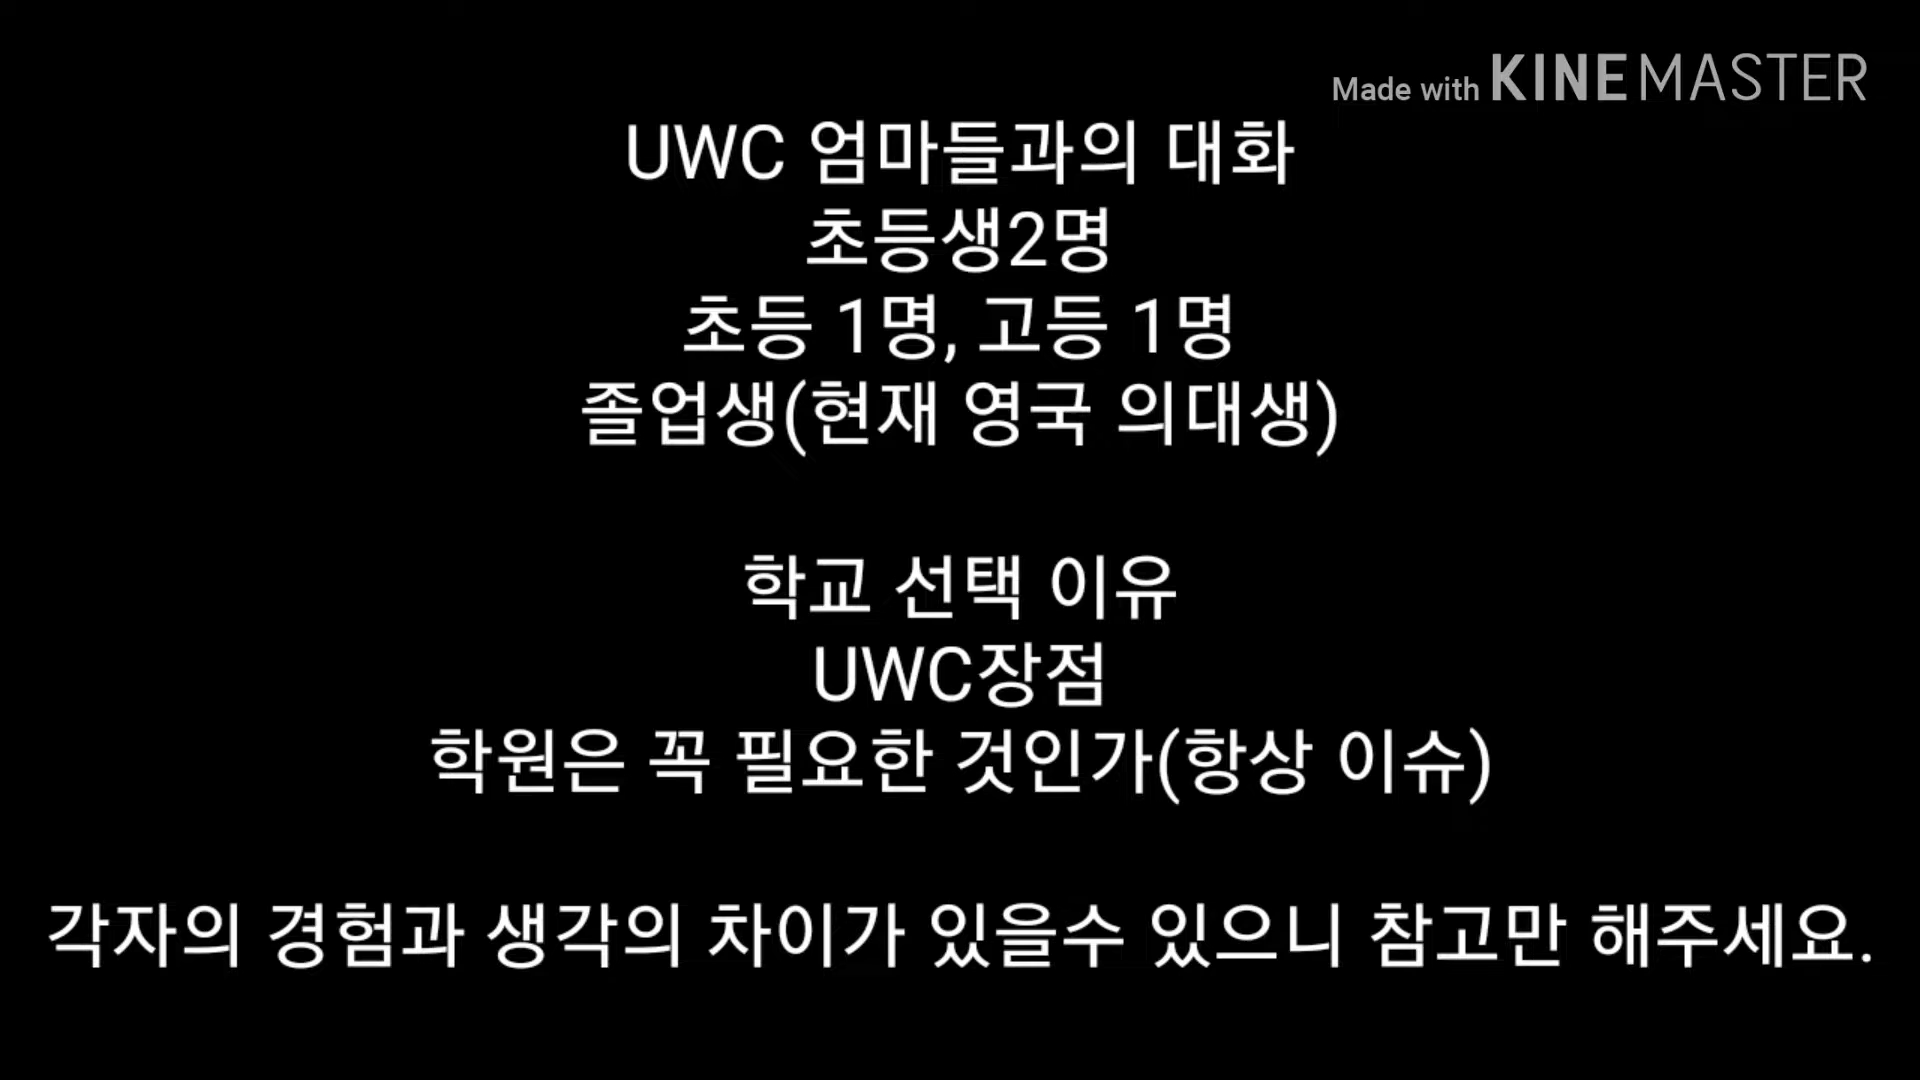 Made with KINEMASTER
UWC 엄마들과의 대화
초등생2명
초등 1명, 고등 1명
졸업생(현재 영국 의대생)
학교 선택 이유
UWC장점
학원은 꼭 필요한 것인가(항상 이슈)
각자의 경험과 생각의 차이가 있을수 있으니 참고만 해주세요.